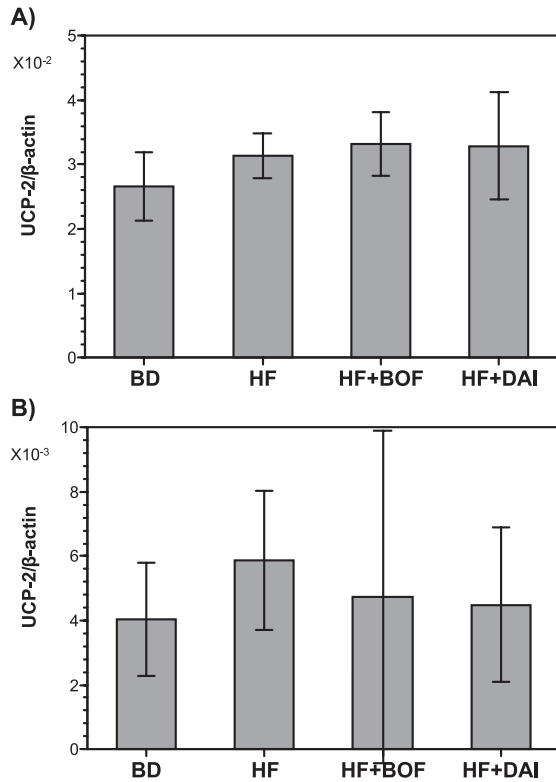 A)
5
X10-2
4
3
2
1
0
UCP-2/β-actin
BD HF HF+BOF HF+DAI
B)
10
X10-3
8
6
4
2
0
UCP-2/β-actin
BD HF HF+BOF HF+DAI